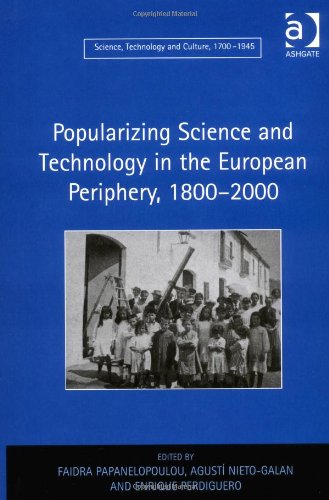 Science, Technology and Culture, 1700–1945
a
ASHGATE
Popularizing Science and
Technology in the European
Periphery, 1800–2000
EDITED BY
FAIDRA PAPANELOPOULOU, AGUSTÍ NIETO-GALAN
AND ENRIQUE PERDIGUERO